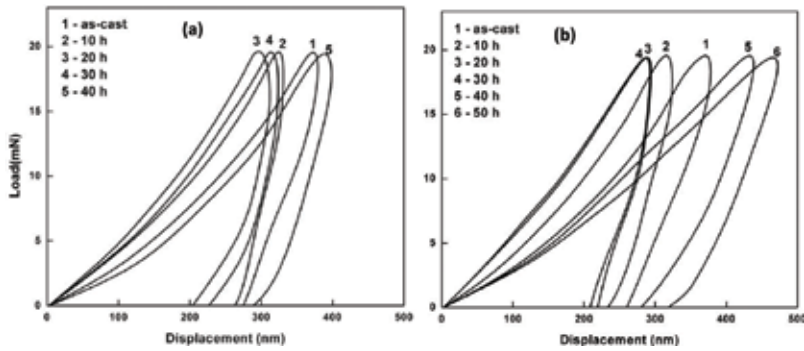 (a)
1 - as-cast
2 - 10 h
3 - 20 h
4 - 30 h
5 - 40 h
3 4 2 1 5
20
15
10
5
0
Load(mN)
0 100 200 300 400 500
Displacement (nm)
(b)
1 - as-cast
2 - 10 h
3 - 20 h
4 - 30 h
5 - 40 h
6 - 50 h
4 3 2 1 5 6
20
10
0
0 100 200 300 400 500
Displacement (nm)